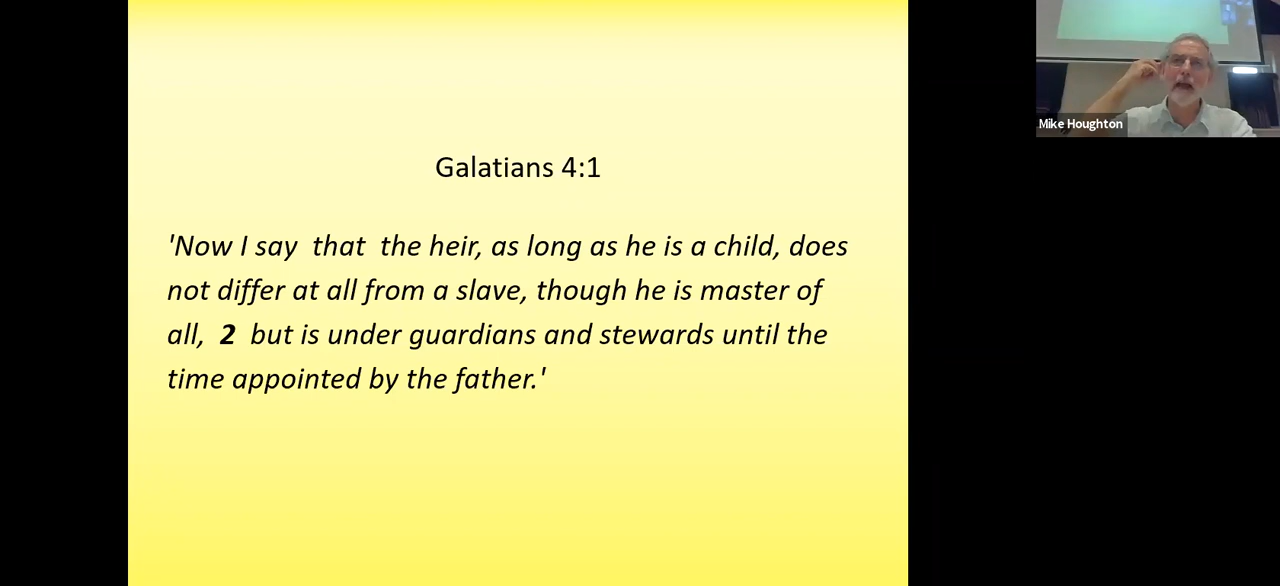 Galatians 4:1
'Now I say that the heir, as long as he is a child, does
not differ at all from a slave, though he is master of
all, 2 but is under guardians and stewards until the
time appointed by the father.'
Mike Houghton